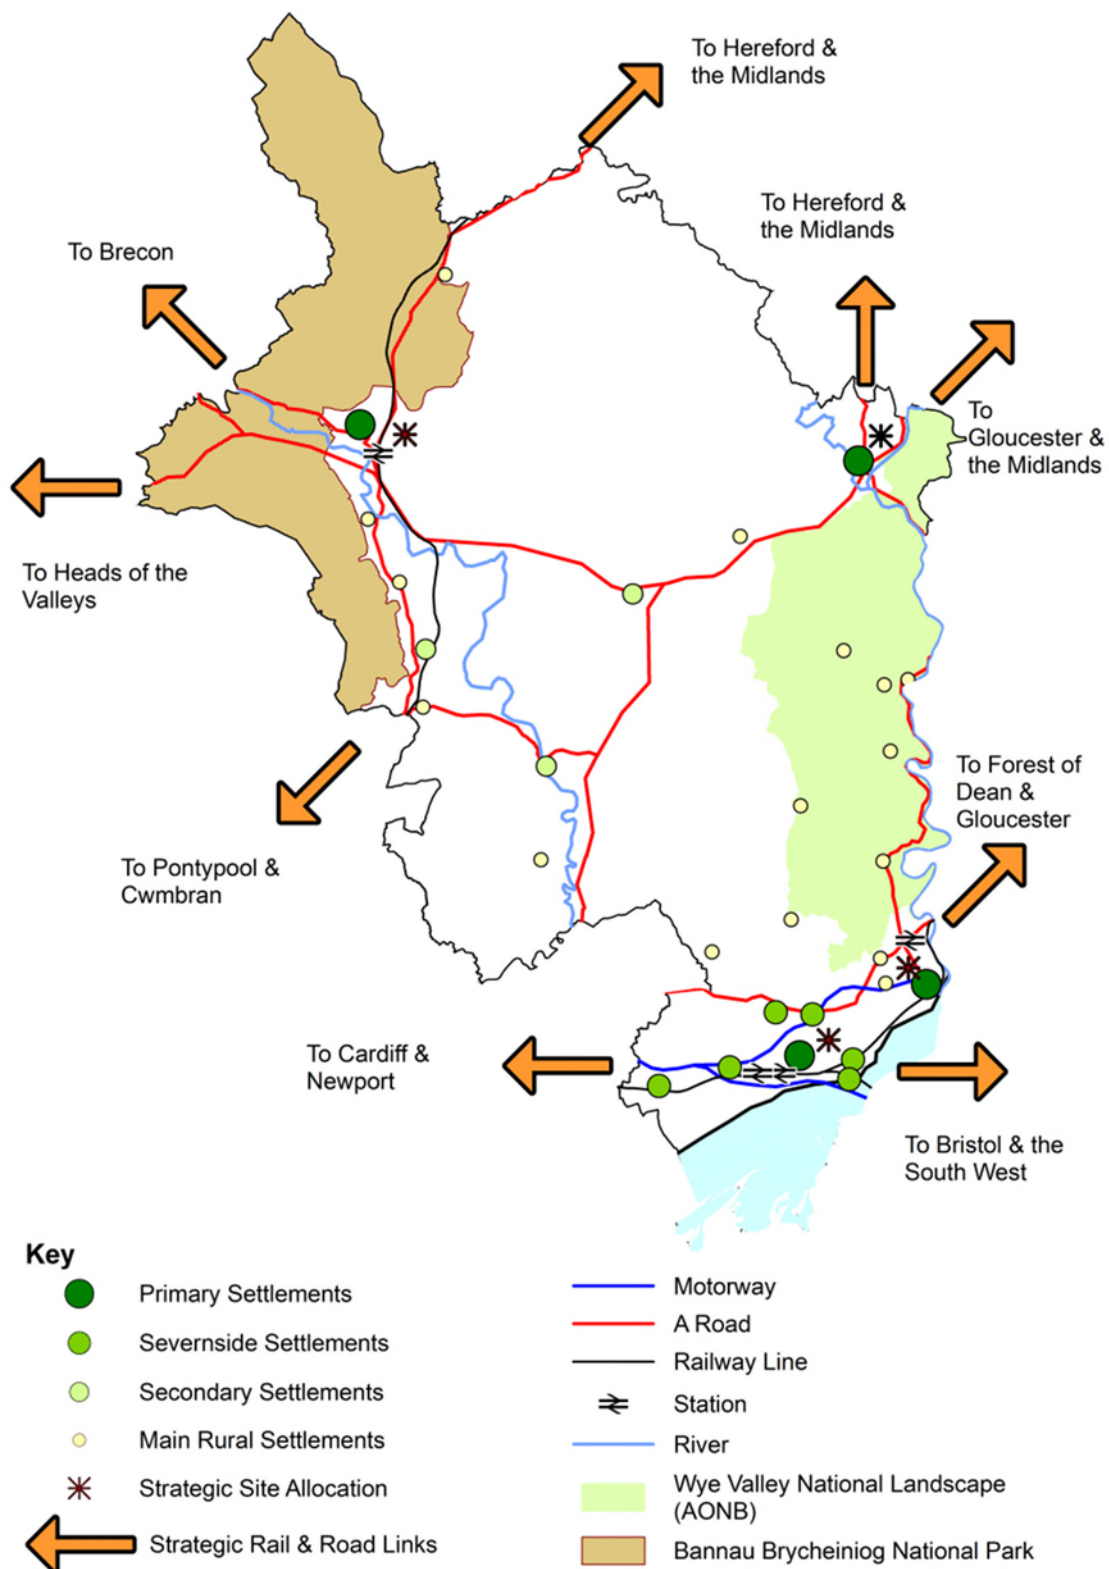 To Hereford &
the Midlands
To Hereford &
the Midlands
To Brecon
To
Gloucester &
the Midlands
To Heads of the
Valleys
To Forest of
Dean &
Gloucester
To Pontypool &
Cwmbran
To Cardiff &
Newport
To Bristol & the
South West
Key
Primary Settlements
Severnside Settlements
Secondary Settlements
Main Rural Settlements
Strategic Site Allocation
Strategic Rail & Road Links
Motorway
A Road
Railway Line
Station
River
Wye Valley National Landscape
(AONB)
Bannau Brycheiniog National Park